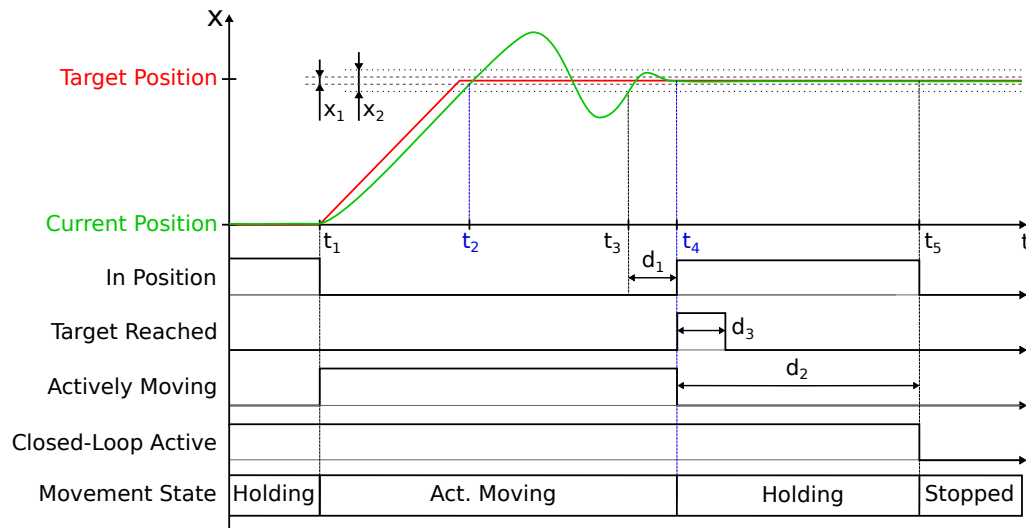 x
Target Position
x₁ x₂
Current Position
t₁ t₂ t₃ t₄ t₅ t
d₁
In Position
Target Reached
d₃
Actively Moving
d₂
Closed-Loop Active
Movement State
Holding Act. Moving Holding Stopped